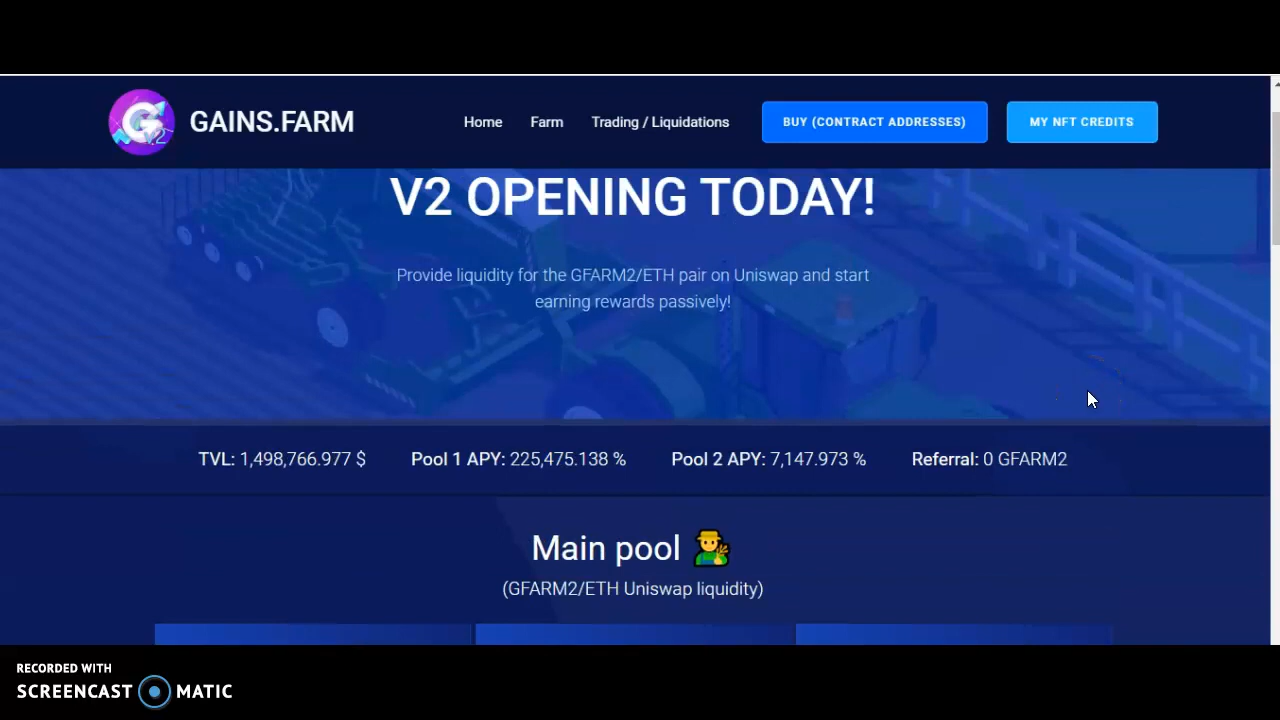 GAINS.FARM
Home
Farm
Trading / Liquidations
BUY (CONTRACT ADDRESSES)
MY NFT CREDITS
V2 OPENING TODAY!
Provide liquidity for the GFARM2/ETH pair on Uniswap and start
earning rewards passively!
TVL: 1,498,766.977 $
Pool 1 APY: 225,475.138 %
Pool 2 APY: 7,147.973 %
Referral: 0 GFARM2
Main pool
(GFARM2/ETH Uniswap liquidity)
RECORDED WITH
SCREENCAST MATIC